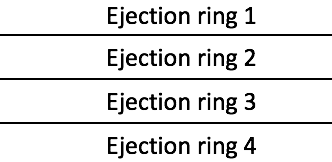 Ejection ring 1
Ejection ring 2
Ejection ring 3
Ejection ring 4